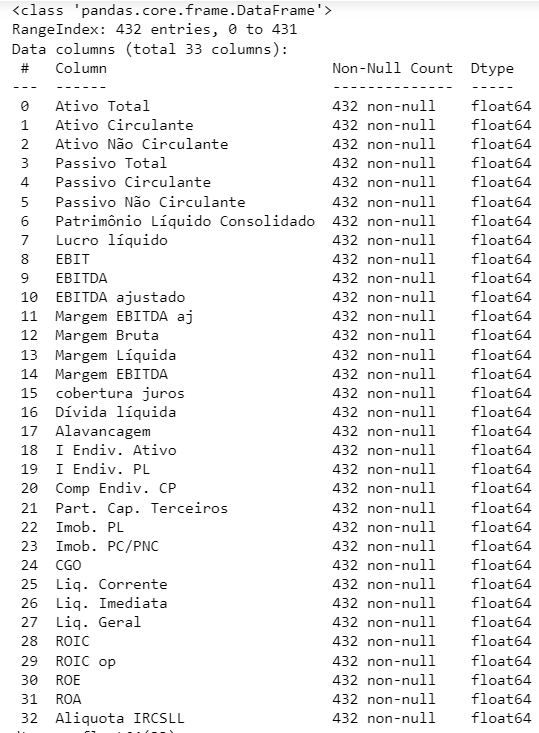 <class 'pandas.core.frame.DataFrame'>
RangeIndex: 432 entries, 0 to 431
Data columns (total 33 columns):
 #   Column                          Non-Null Count  Dtype
---  ------                          --------------  -----
 0   Ativo Total                     432 non-null    float64
 1   Ativo Circulante                432 non-null    float64
 2   Ativo Não Circulante            432 non-null    float64
 3   Passivo Total                   432 non-null    float64
 4   Passivo Circulante              432 non-null    float64
 5   Passivo Não Circulante          432 non-null    float64
 6   Patrimônio Líquido Consolidado  432 non-null    float64
 7   Lucro líquido                   432 non-null    float64
 8   EBIT                            432 non-null    float64
 9   EBITDA                          432 non-null    float64
 10  EBITDA ajustado                 432 non-null    float64
 11  Margem EBITDA aj                432 non-null    float64
 12  Margem Bruta                    432 non-null    float64
 13  Margem Líquida                  432 non-null    float64
 14  Margem EBITDA                   432 non-null    float64
 15  cobertura juros                 432 non-null    float64
 16  Dívida líquida                  432 non-null    float64
 17  Alavancagem                     432 non-null    float64
 18  I Endiv. Ativo                  432 non-null    float64
 19  I Endiv. PL                     432 non-null    float64
 20  Comp Endiv. CP                  432 non-null    float64
 21  Part. Cap. Terceiros            432 non-null    float64
 22  Imob. PL                        432 non-null    float64
 23  Imob. PC/PNC                    432 non-null    float64
 24  CGO                             432 non-null    float64
 25  Liq. Corrente                   432 non-null    float64
 26  Liq. Imediata                   432 non-null    float64
 27  Liq. Geral                      432 non-null    float64
 28  ROIC                            432 non-null    float64
 29  ROIC op                         432 non-null    float64
 30  ROE                             432 non-null    float64
 31  ROA                             432 non-null    float64
 32  Aliquota IRCSLL                 432 non-null    float64